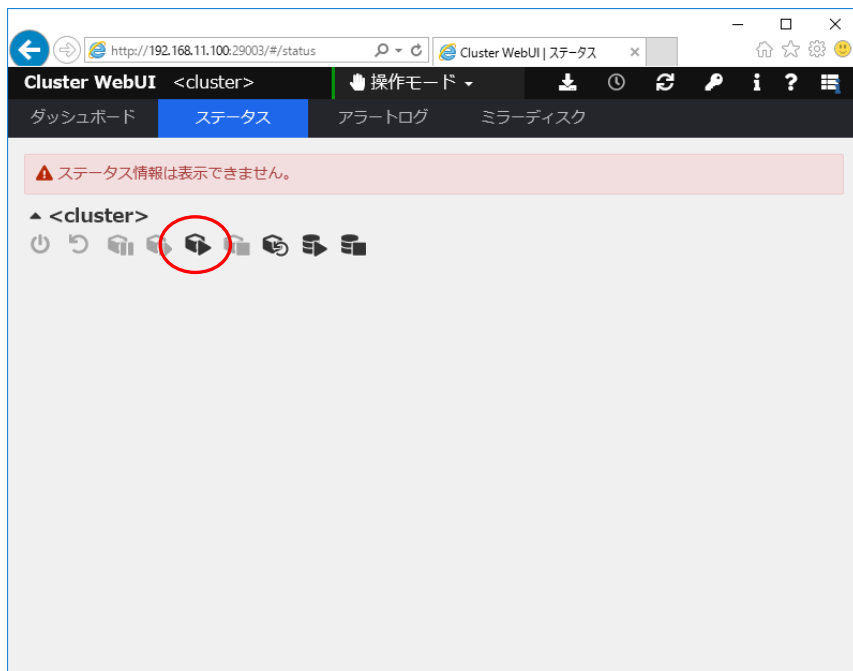 http://192.168.11.100:29003/#/status
Cluster WebUI | ステータス
Cluster WebUI <cluster> 操作モード
ダッシュボード ステータス アラートログ ミラーディスク
ステータス情報は表示できません。
<cluster>